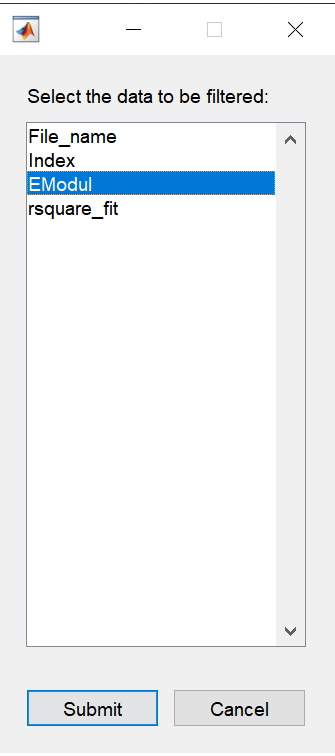 Select the data to be filtered:
File_name
Index
EModul
rsquare_fit
Submit
Cancel